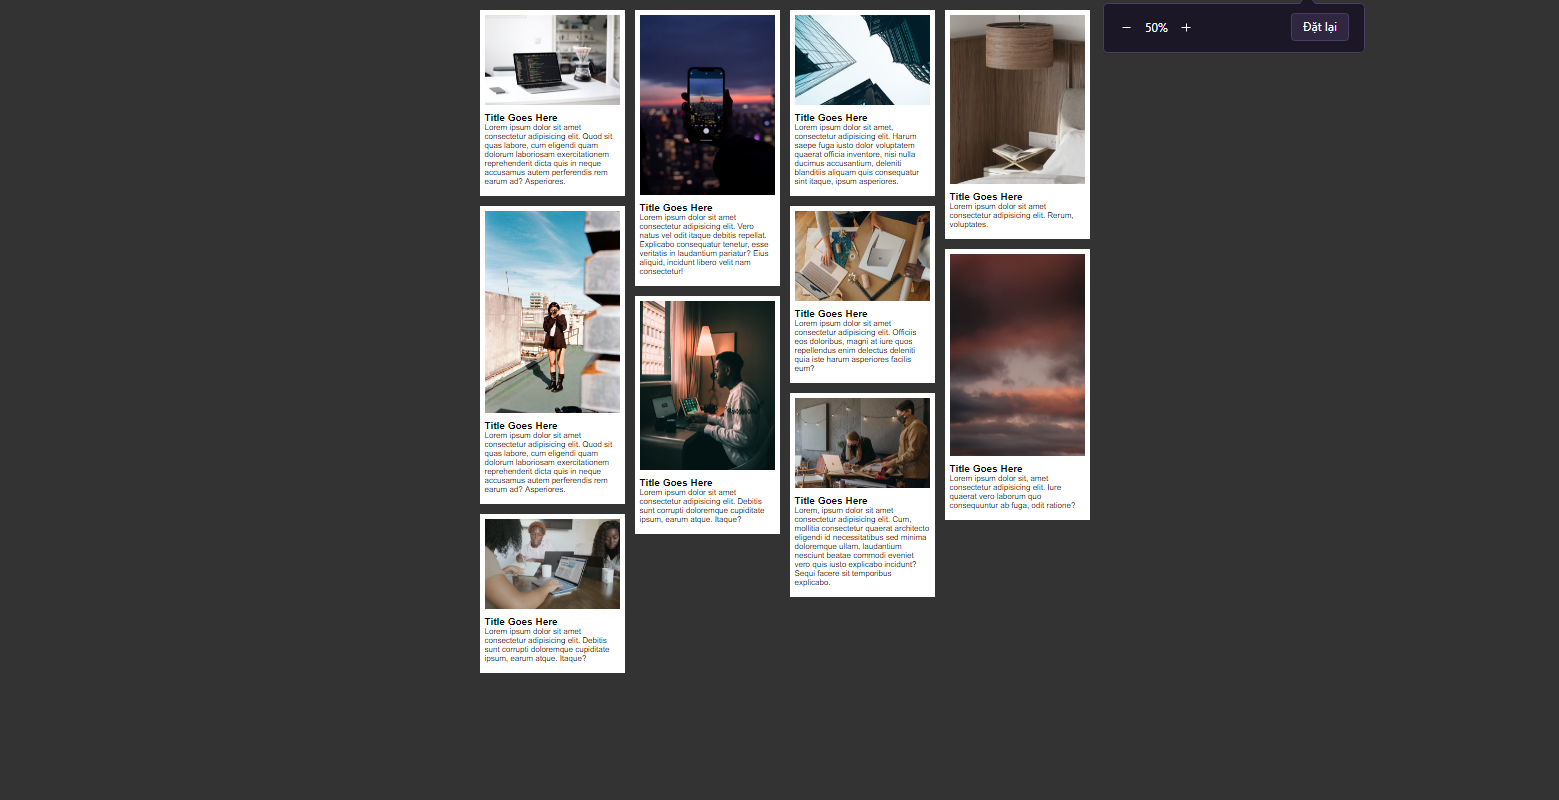 50%
Đặt lại
Title Goes Here
Lorem ipsum dolor sit amet
consectetur adipisicing elit. Quod sit
quas labore, cum eligendi quam
dolorum laboriosam exercitationem
reprehenderit dicta quis in neque
accusamus autem perferendis rem
earum ad? Asperiores.
Title Goes Here
Lorem ipsum dolor sit amet
consectetur adipisicing elit. Quod sit
quas labore, cum eligendi quam
dolorum laboriosam exercitationem
reprehenderit dicta quis in neque
accusamus autem perferendis rem
earum ad? Asperiores.
Title Goes Here
Lorem ipsum dolor sit amet
consectetur adipisicing elit. Debitis
sunt corrupti doloremque cupiditate
ipsum, earum atque. Itaque?
Title Goes Here
Lorem ipsum dolor sit amet
consectetur adipisicing elit. Vero
natus vel odit itaque debitis repellat.
Explicabo consequatur tenetur, esse
veritatis in laudantium pariatur? Eius
aliquid, incidunt libero velit nam
consectetur!
Title Goes Here
Lorem ipsum dolor sit amet
consectetur adipisicing elit. Debitis
sunt corrupti doloremque cupiditate
ipsum, earum atque. Itaque?
Title Goes Here
Lorem ipsum dolor sit amet,
consectetur adipisicing elit. Harum
saepe fuga iusto dolor voluptatem
quaerat officia inventore, nisi nulla
ducimus accusantium, deleniti
blanditiis aliquam quis consequatur
sint itaque, ipsum asperiores.
Title Goes Here
Lorem ipsum dolor sit, amet
consectetur adipisicing elit. Officiis
eos doloribus, magni at iure quos
repellendus enim delectus deleniti
quia iste harum asperiores facilis
eum?
Title Goes Here
Lorem, ipsum dolor sit amet
consectetur adipisicing elit. Cum,
mollitia consectetur quaerat architecto
eligendi id necessitatibus sed minima
doloremque ullam, laudantium
nesciunt beatae commodi eveniet
vero quis iusto explicabo incidunt?
Sequi facere sit temporibus
explicabo.
Title Goes Here
Lorem ipsum dolor sit amet
consectetur adipisicing elit. Rerum,
voluptates.
Title Goes Here
Lorem ipsum dolor sit, amet
consectetur adipisicing elit. Iure
quaerat vero laborum quo
consequuntur ab fuga, odit ratione?